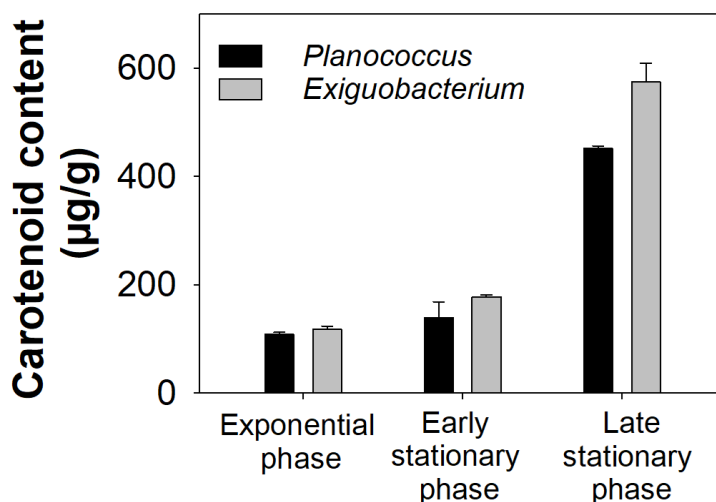 Carotenoid content
(µg/g)
600
400
200
0
Planococcus
Exiguobacterium
Exponential
phase
Early
stationary
phase
Late
stationary
phase